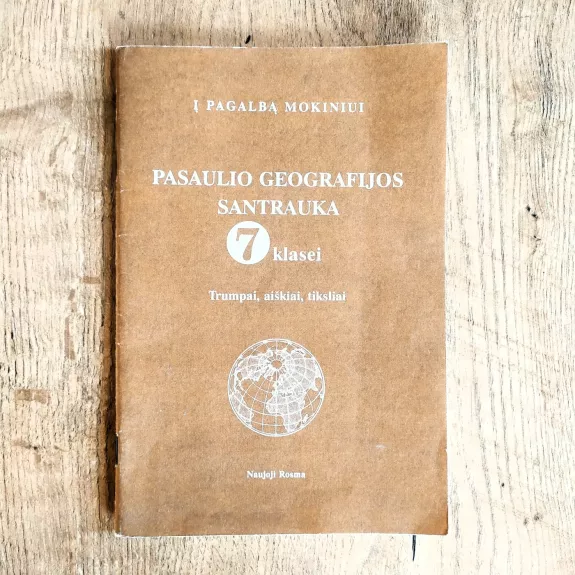 Į PAGALBĄ MOKINIUI
PASAULIO GEOGRAFIJOS
SANTRAUKA
7 klasei
Trumpai, aiškiai, tiksliai
Naujoji Rosma